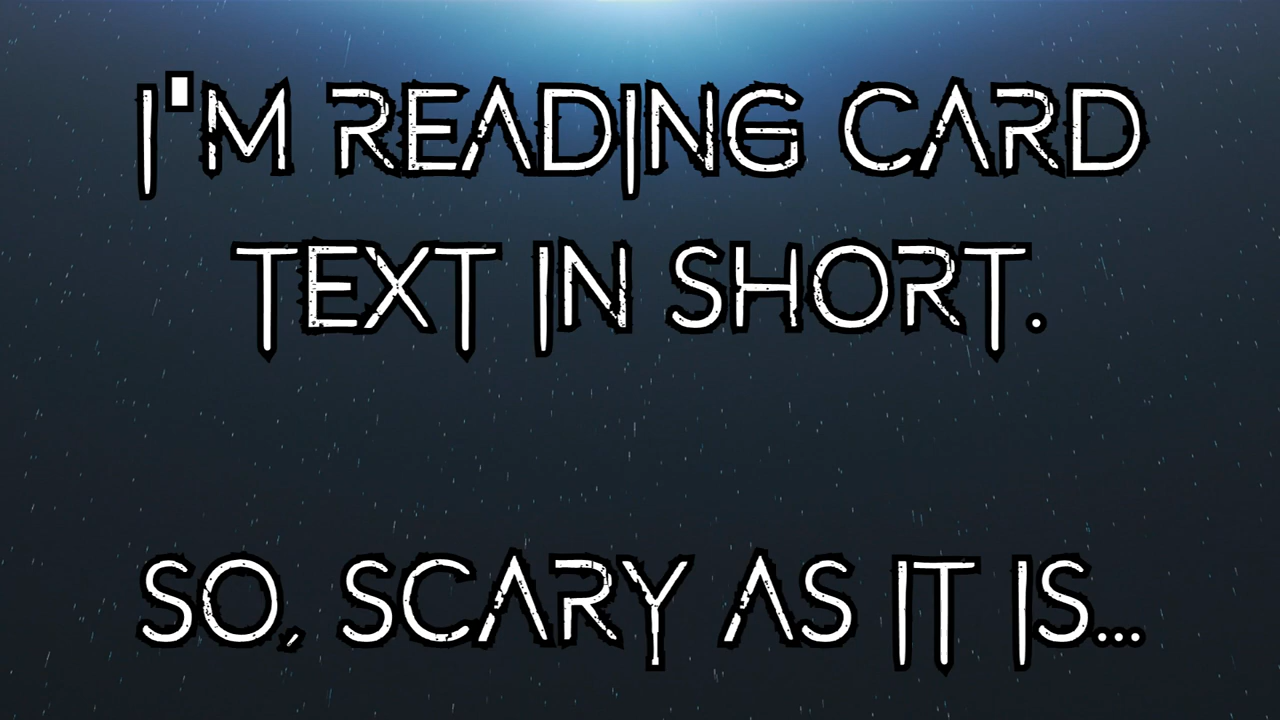 I'M READING CARD
TEXT IN SHORT.
SO, SCARY AS IT IS...